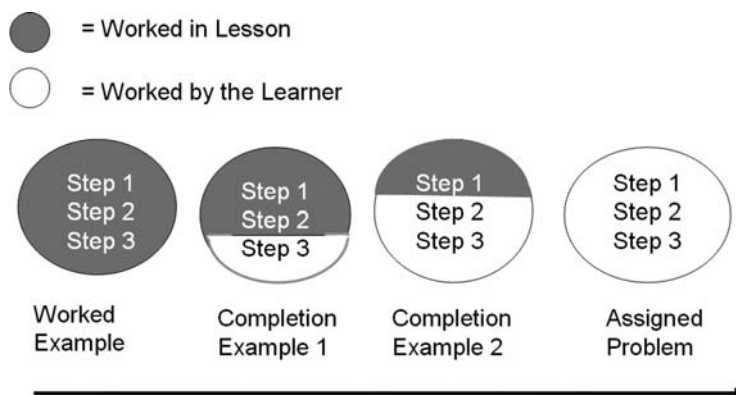 = Worked in Lesson
= Worked by the Learner
Step 1
Step 2
Step 3
Step 1
Step 2
Step 3
Step 1
Step 2
Step 3
Step 1
Step 2
Step 3
Worked
Example
Completion
Example 1
Completion
Example 2
Assigned
Problem